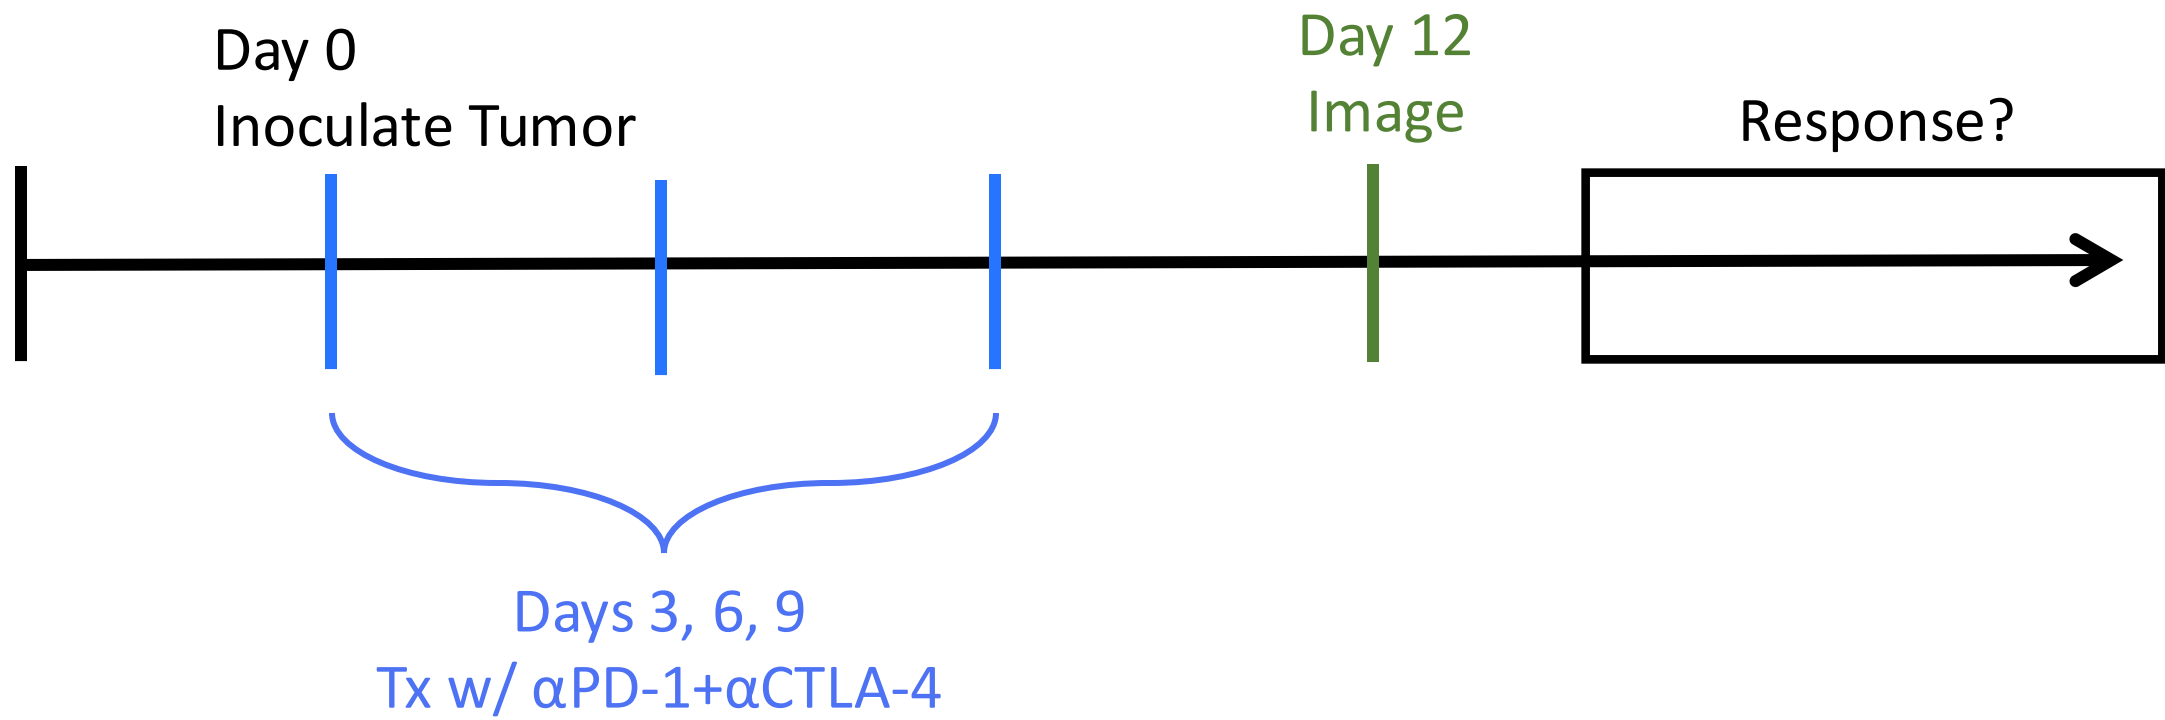 Day 0
Inoculate Tumor
Day 12
Image
Response?
Days 3, 6, 9
Tx w/ αPD-1+αCTLA-4